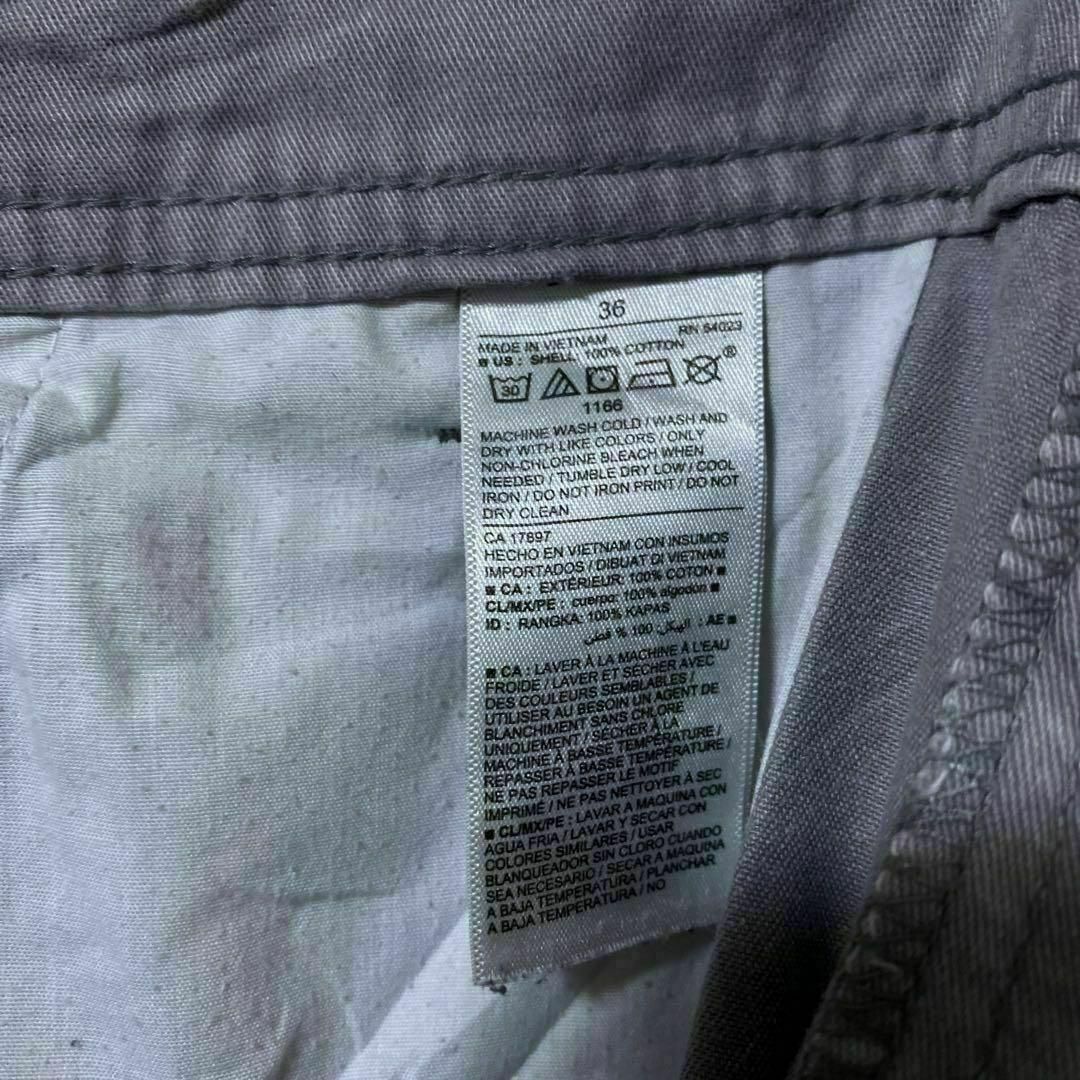 36
MADE IN VIETNAM RN 54023
■ US : SHELL, 100% COTTON
30 ®
1166
MACHINE WASH COLD / WASH AND
DRY WITH LIKE COLORS / ONLY
NON-CHLORINE BLEACH WHEN
NEEDED / TUMBLE DRY LOW / COOL
IRON / DO NOT IRON PRINT / DO NOT
DRY CLEAN
CA 17897
HECHO EN VIETNAM CON INSUMOS
IMPORTADOS / DIBUAT DI VIETNAM
■ CA : EXTÉRIEUR: 100% COTON ■
CL/MX/PE : cuerpo: 100% algodon ■
ID : RANGKA: 100% KAPAS
■ AE : الهيكل: 100 % قطن
■ CA : LAVER À LA MACHINE À L'EAU
FROIDE / LAVER ET SÉCHER AVEC
DES COULEURS SEMBLABLES /
UTILISER AU BESOIN UN AGENT DE
BLANCHIMENT SANS CHLORE
UNIQUEMENT / SÉCHER À LA
MACHINE À BASSE TEMPÉRATURE /
REPASSER À BASSE TEMPÉRATURE /
NE PAS REPASSER LE MOTIF
IMPRIMÉ / NE PAS NETTOYER À SEC
■ CL/MX/PE : LAVAR A MAQUINA CON
AGUA FRIA / LAVAR Y SECAR CON
COLORES SIMILARES / USAR
BLANQUEADOR SIN CLORO CUANDO
SEA NECESARIO / SECAR A MAQUINA
A BAJA TEMPERATURA / PLANCHAR
A BAJA TEMPERATURA / NO